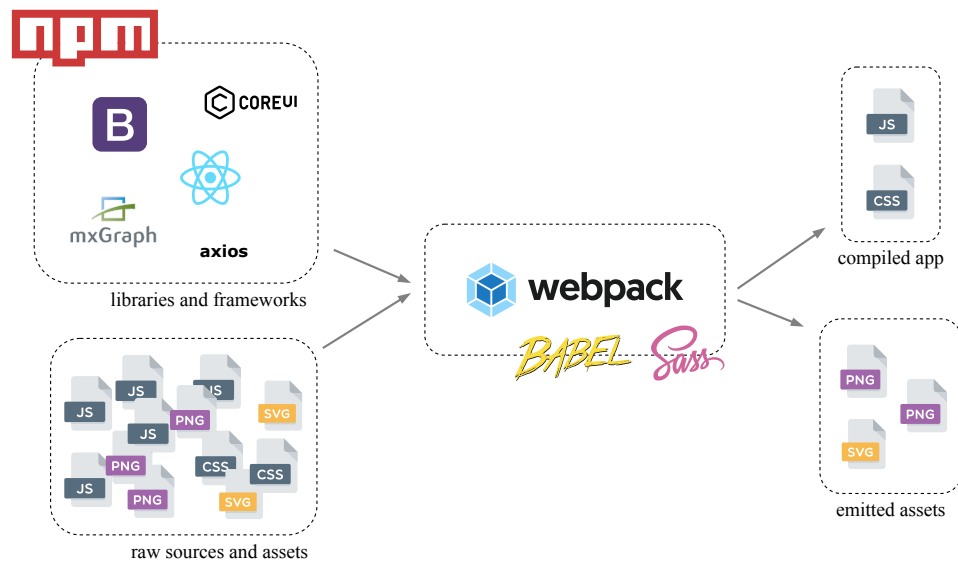 npm
B
COREUI
mxGraph
axios
libraries and frameworks
JS
JS
JS
JS
PNG
SVG
PNG
CSS
CSS
JS
PNG
SVG
raw sources and assets
webpack
BABEL
Sass
JS
CSS
compiled app
PNG
PNG
SVG
emitted assets